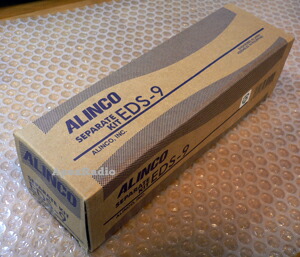 ALINCO
SEPARATE
KIT EDS-9
ALINCO, INC.
ALINCO
SEPARATE
KIT EDS-9
ALINCO